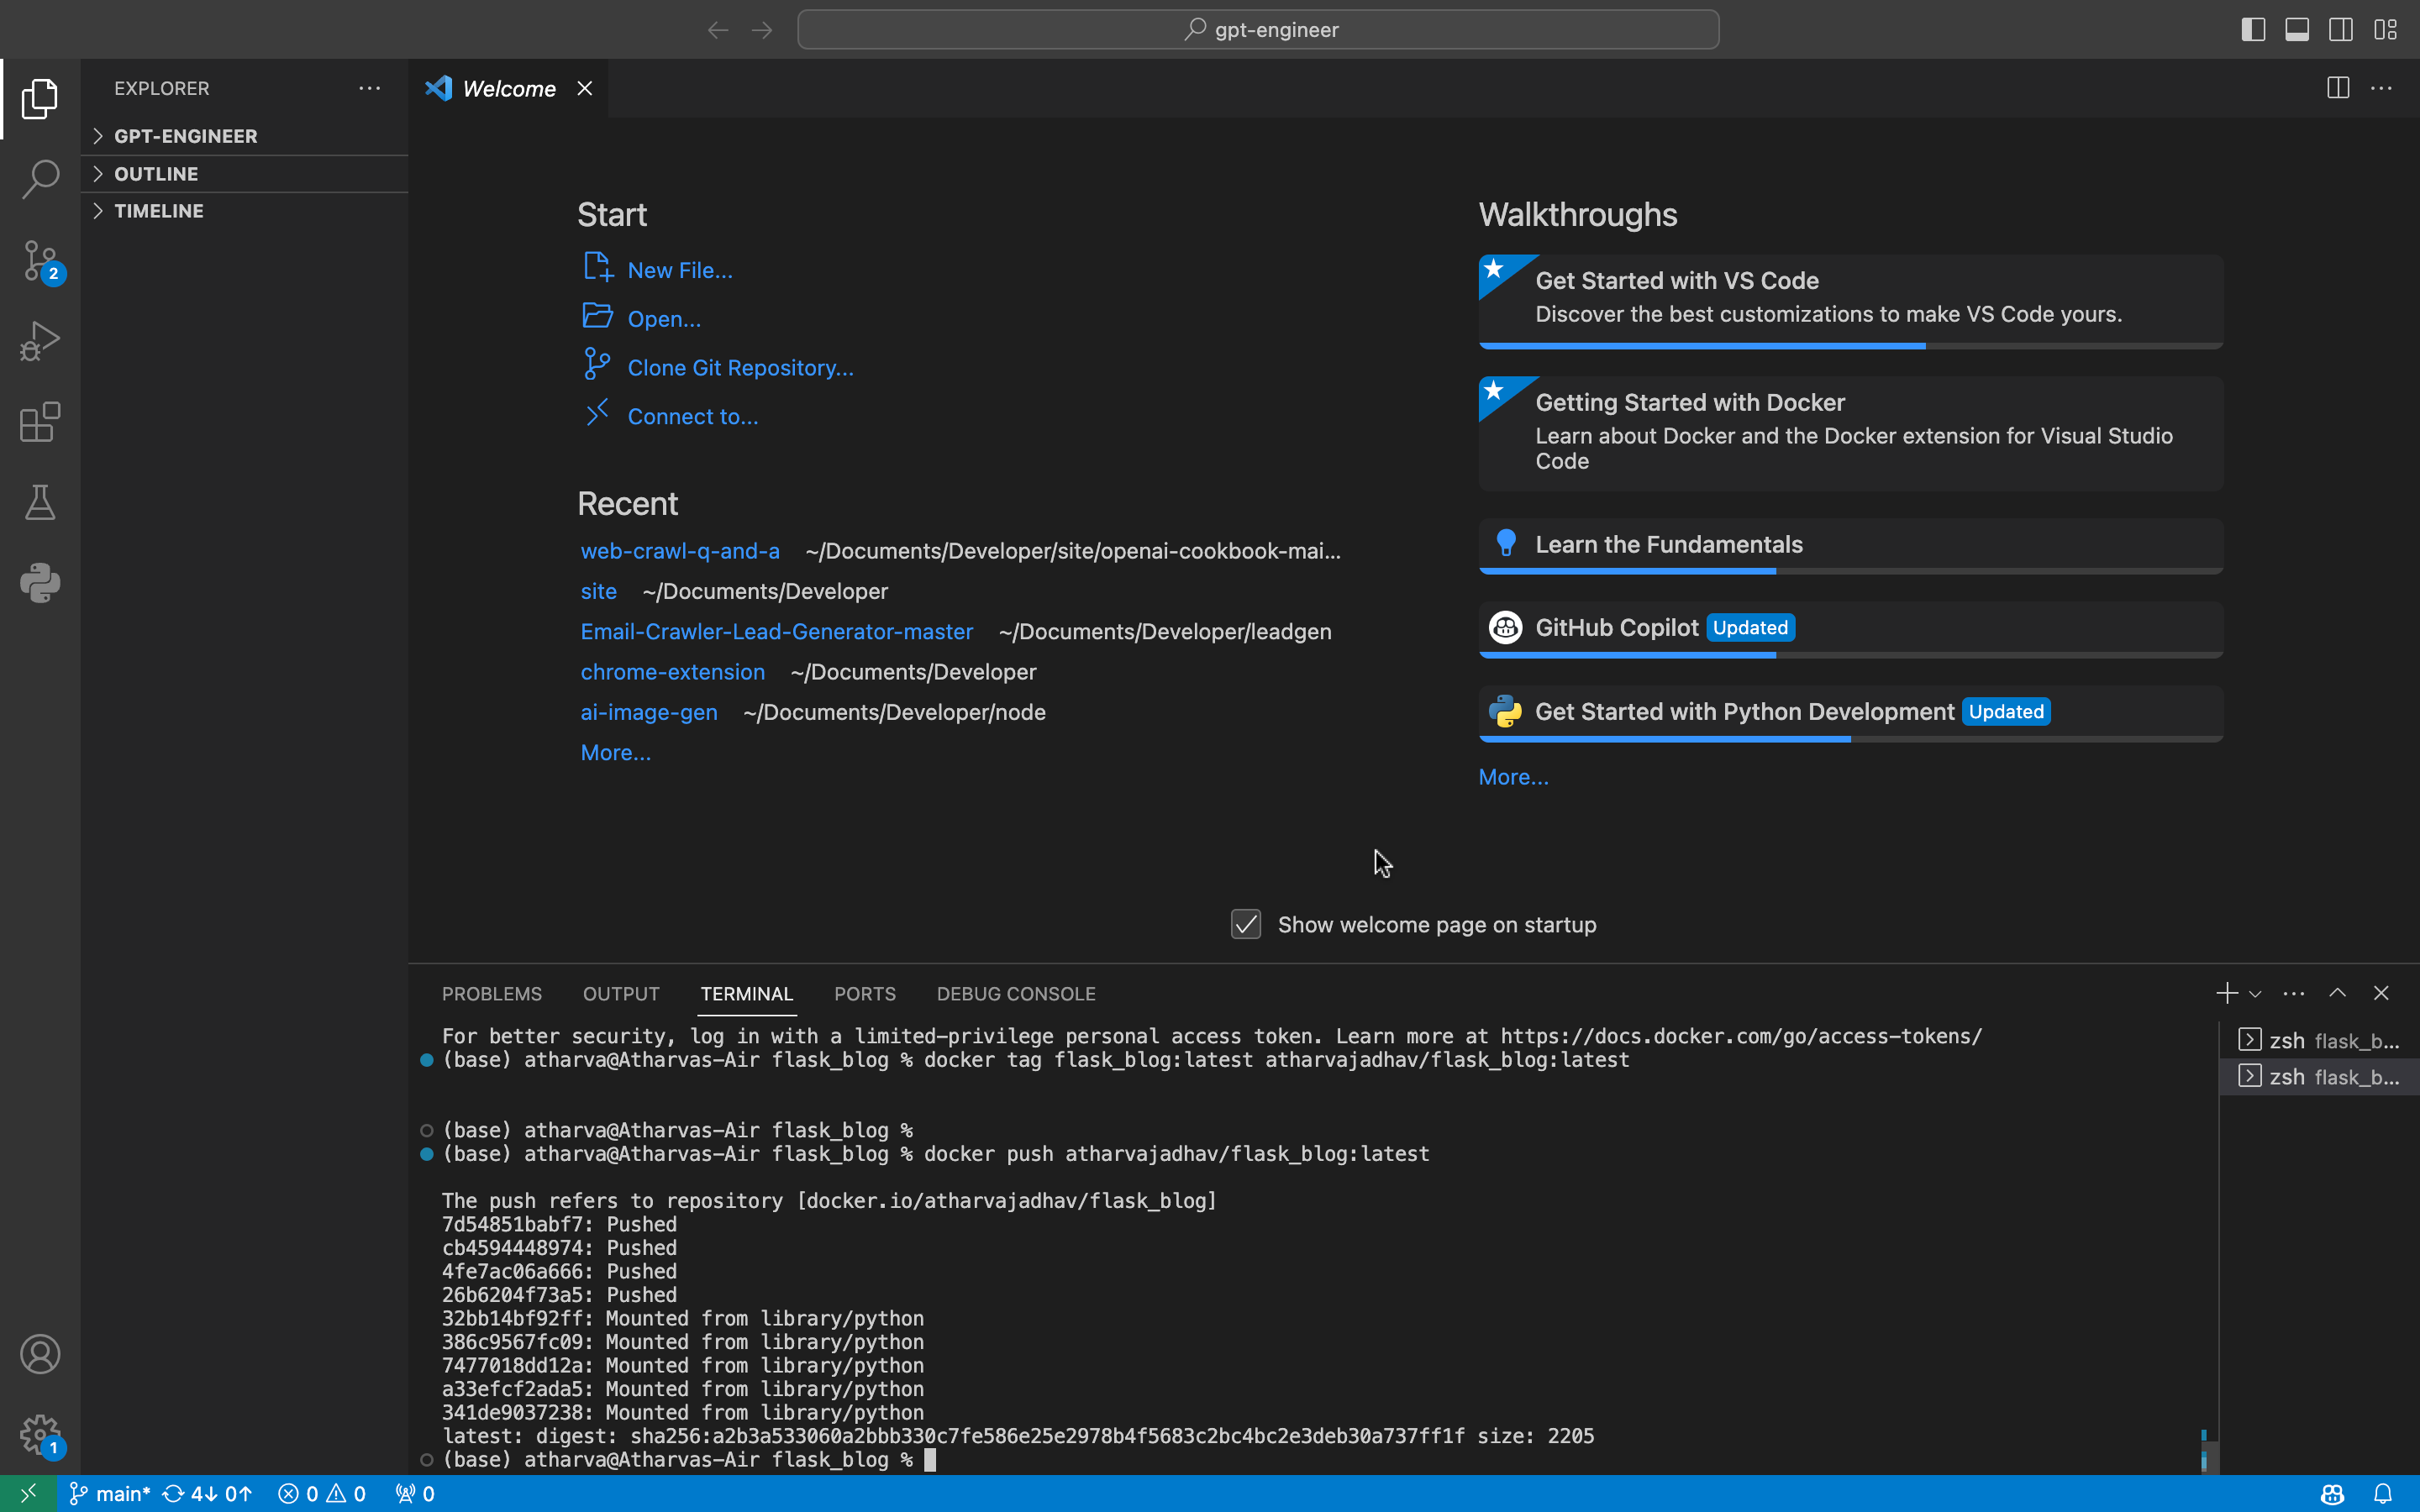 gpt-engineer
EXPLORER
GPT-ENGINEER
OUTLINE
TIMELINE
2
1
Welcome
Start
New File...
Open...
Clone Git Repository...
Connect to...
Recent
web-crawl-q-and-a ~/Documents/Developer/site/openai-cookbook-mai...
site ~/Documents/Developer
Email-Crawler-Lead-Generator-master ~/Documents/Developer/leadgen
chrome-extension ~/Documents/Developer
ai-image-gen ~/Documents/Developer/node
More...
Walkthroughs
Get Started with VS Code
Discover the best customizations to make VS Code yours.
Getting Started with Docker
Learn about Docker and the Docker extension for Visual Studio
Code
Learn the Fundamentals
GitHub Copilot Updated
Get Started with Python Development Updated
More...
Show welcome page on startup
PROBLEMS OUTPUT TERMINAL PORTS DEBUG CONSOLE
For better security, log in with a limited-privilege personal access token. Learn more at https://docs.docker.com/go/access-tokens/
(base) atharva@Atharvas-Air flask_blog % docker tag flask_blog:latest atharvajadhav/flask_blog:latest
(base) atharva@Atharvas-Air flask_blog %
(base) atharva@Atharvas-Air flask_blog % docker push atharvajadhav/flask_blog:latest
The push refers to repository [docker.io/atharvajadhav/flask_blog]
7d54851babf7: Pushed
cb4594448974: Pushed
4fe7ac06a666: Pushed
26b6204f73a5: Pushed
32bb14bf92ff: Mounted from library/python
386c9567fc09: Mounted from library/python
7477018dd12a: Mounted from library/python
a33efcf2ada5: Mounted from library/python
341de9037238: Mounted from library/python
latest: digest: sha256:a2b3a533060a2bbb330c7fe586e25e2978b4f5683c2bc4bc2e3deb30a737ff1f size: 2205
(base) atharva@Atharvas-Air flask_blog %
zsh flask_b...
zsh flask_b...
main* 4↓ 0↑ 0 0 0